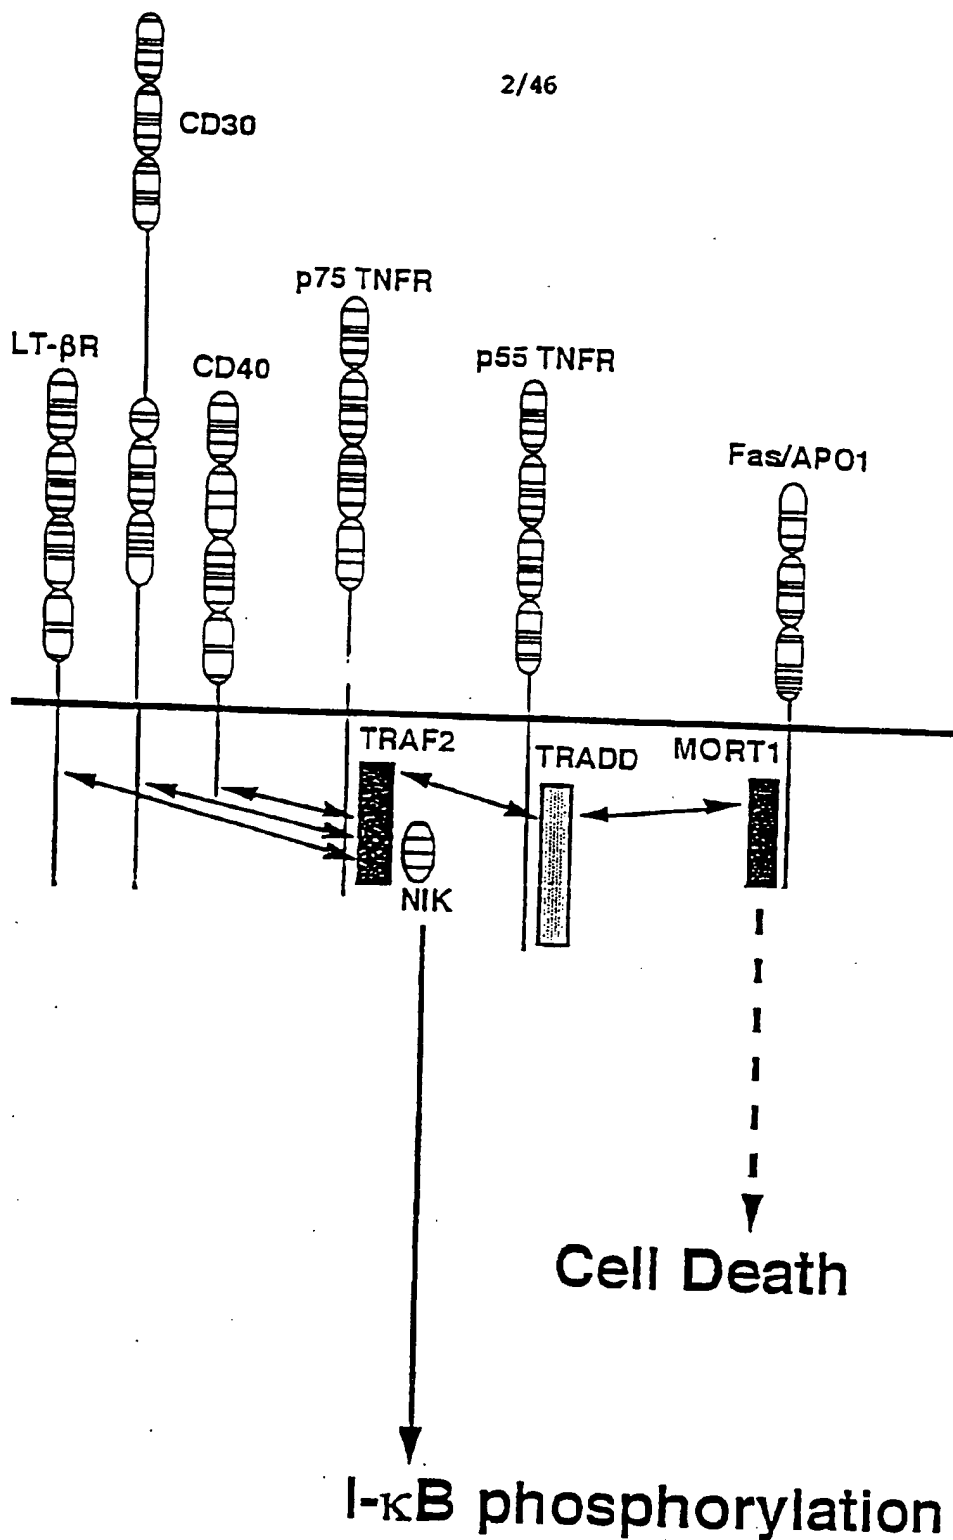 2/46
CD30
p75 TNFR
LT-βR
CD40
p55 TNFR
Fas/APO1
TRAF2
TRADD
MORT1
NIK
Cell Death
I-κB phosphorylation